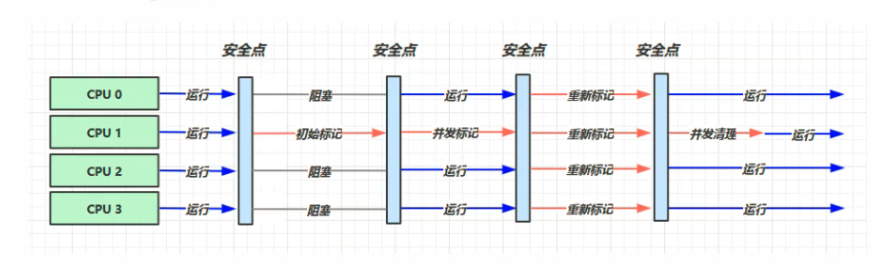 安全点 安全点 安全点 安全点
CPU 0 运行 阻塞 运行 重新标记 运行
CPU 1 运行 初始标记 并发标记 重新标记 并发清理 运行
CPU 2 运行 阻塞 运行 重新标记 运行
CPU 3 运行 阻塞 运行 重新标记 运行